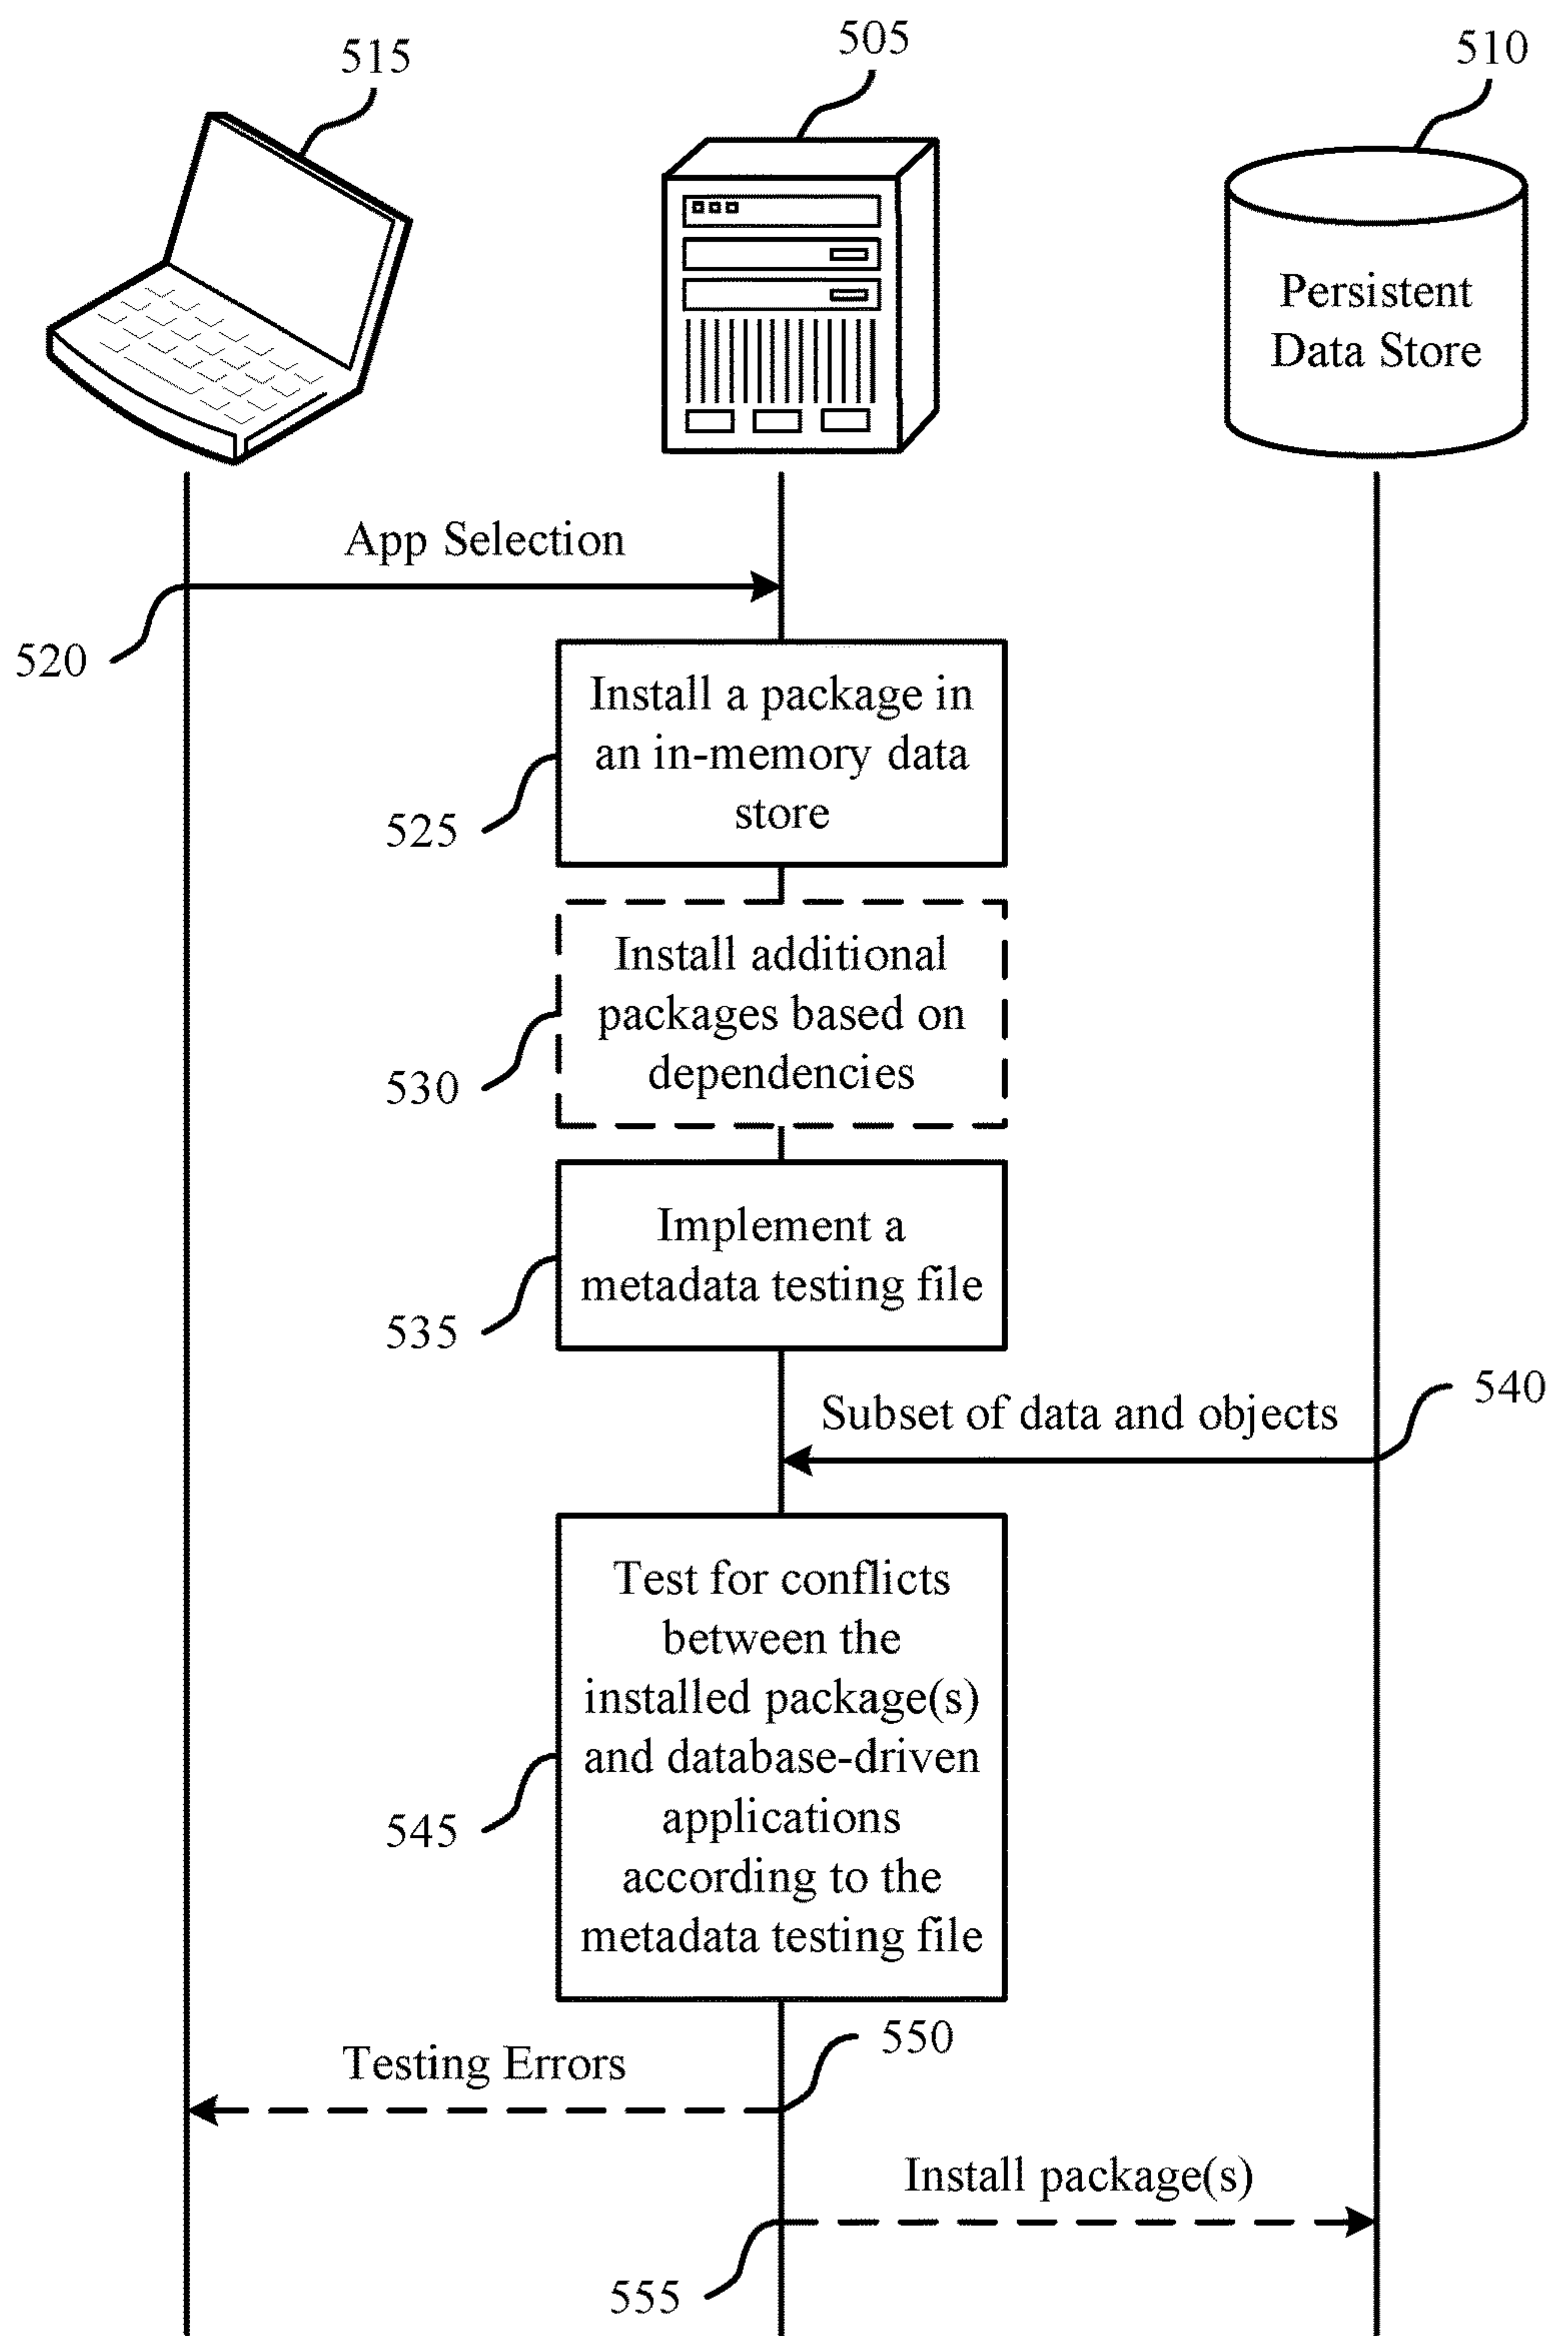 515
505
510
Persistent
Data Store
App Selection
520
Install a package in
an in-memory data
store
525
Install additional
packages based on
dependencies
530
Implement a
metadata testing file
535
540
Subset of data and objects
Test for conflicts
between the
installed package(s)
and database-driven
applications
according to the
metadata testing file
545
550
Testing Errors
Install package(s)
555